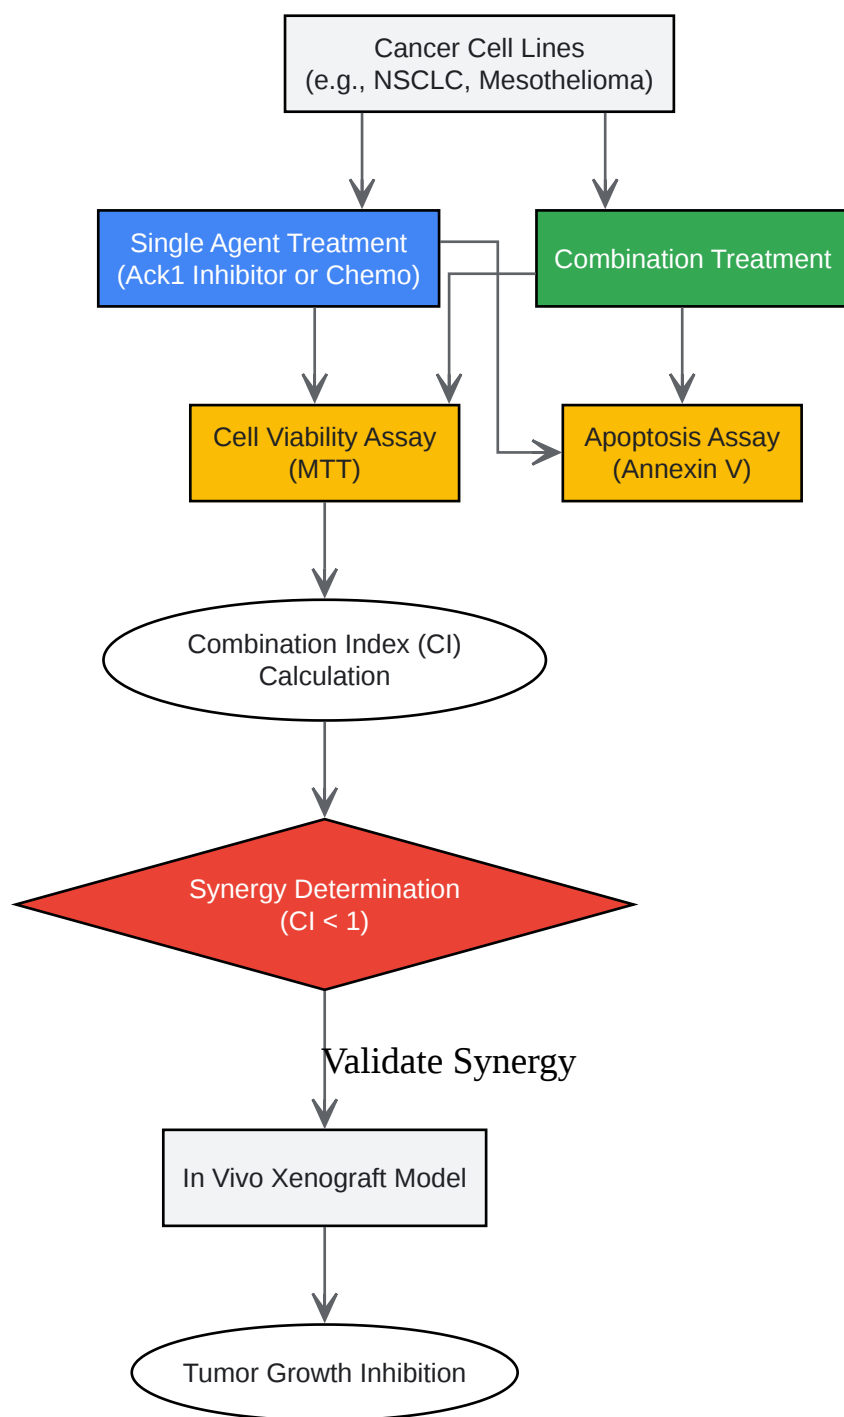 Cancer Cell Lines
(e.g., NSCLC, Mesothelioma)
Single Agent Treatment
(Ack1 Inhibitor or Chemo)
Combination Treatment
Cell Viability Assay
(MTT)
Apoptosis Assay
(Annexin V)
Combination Index (CI)
Calculation
Synergy Determination
(CI < 1)
Validate Synergy
In Vivo Xenograft Model
Tumor Growth Inhibition